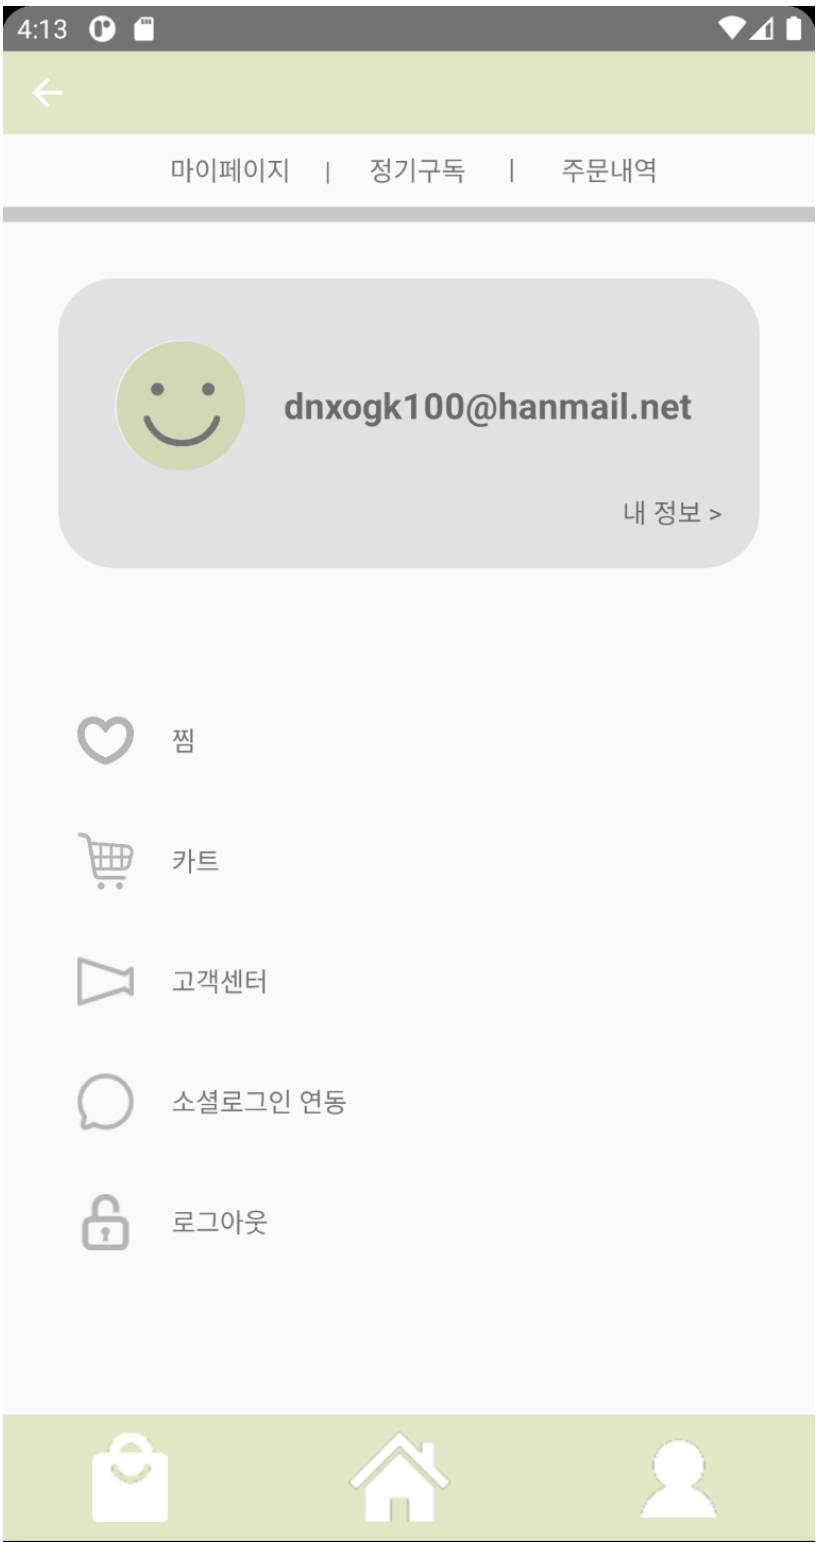 4:13
마이페이지 | 정기구독 | 주문내역
dnxogk100@hanmail.net
내 정보 >
찜
카트
고객센터
소셜로그인 연동
로그아웃